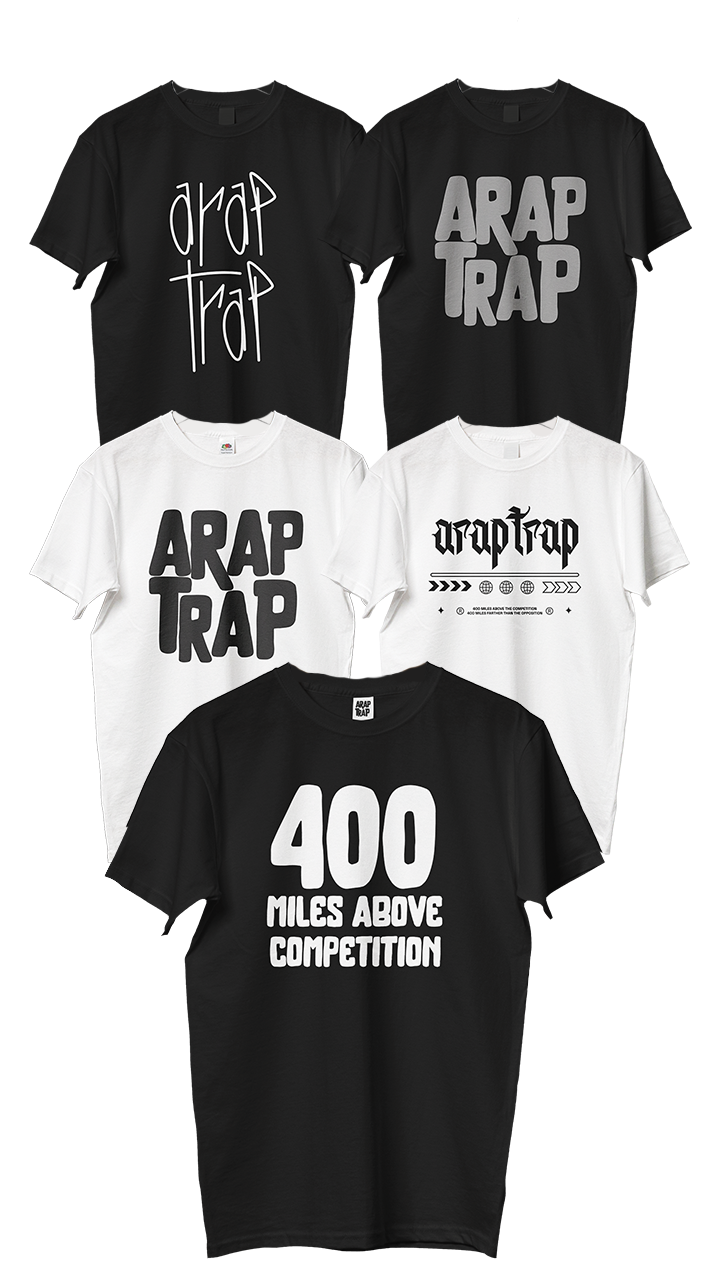 arap
trap
ARAP
TRAP
ARAP
TRAP
araptrap
400 MILES ABOVE THE COMPETITION
400 MILES FARTHER THAN THE OPPOSITION
ARAP
TRAP
400
MILES ABOVE
COMPETITION